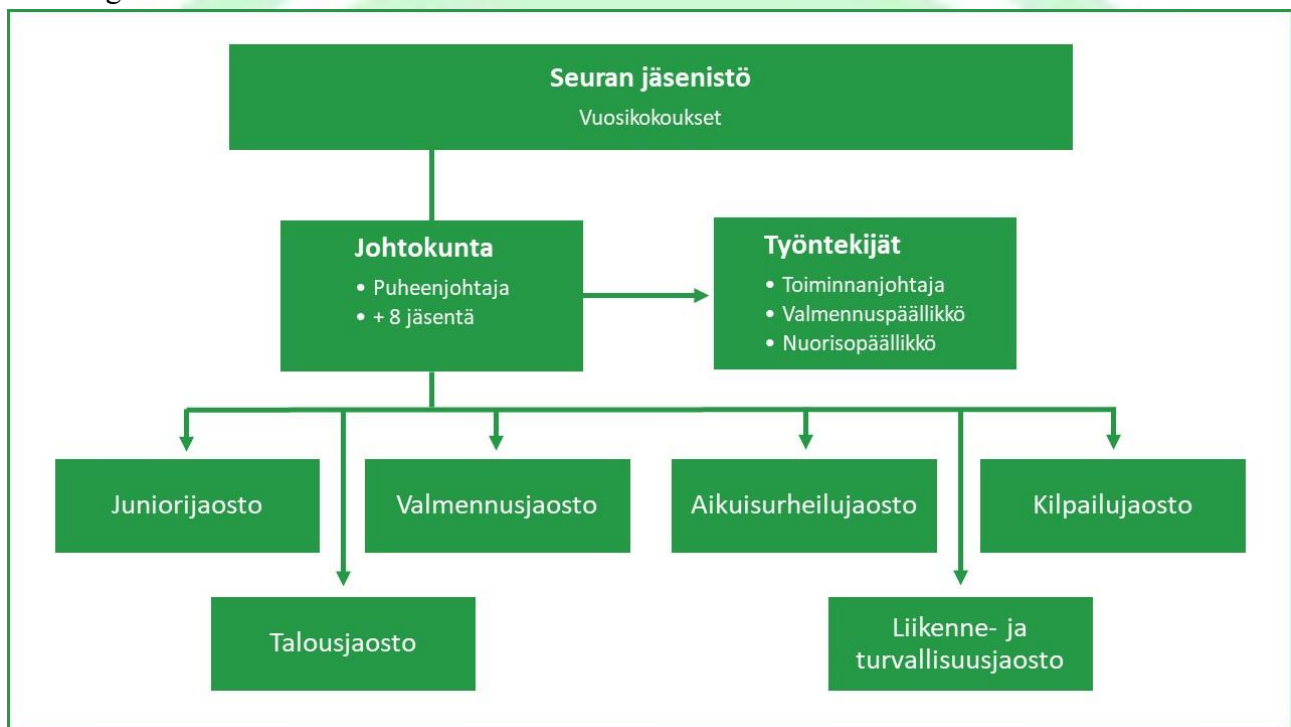 Seuran jäsenistö
Vuosikokoukset
Johtokunta
• Puheenjohtaja
• + 8 jäsentä
Työntekijät
• Toiminnanjohtaja
• Valmennuspäällikkö
• Nuorisopäällikkö
Juniorijaosto
Valmennusjaosto
Aikuisurheilujaosto
Kilpailujaosto
Talousjaosto
Liikenne- ja
turvallisuusjaosto